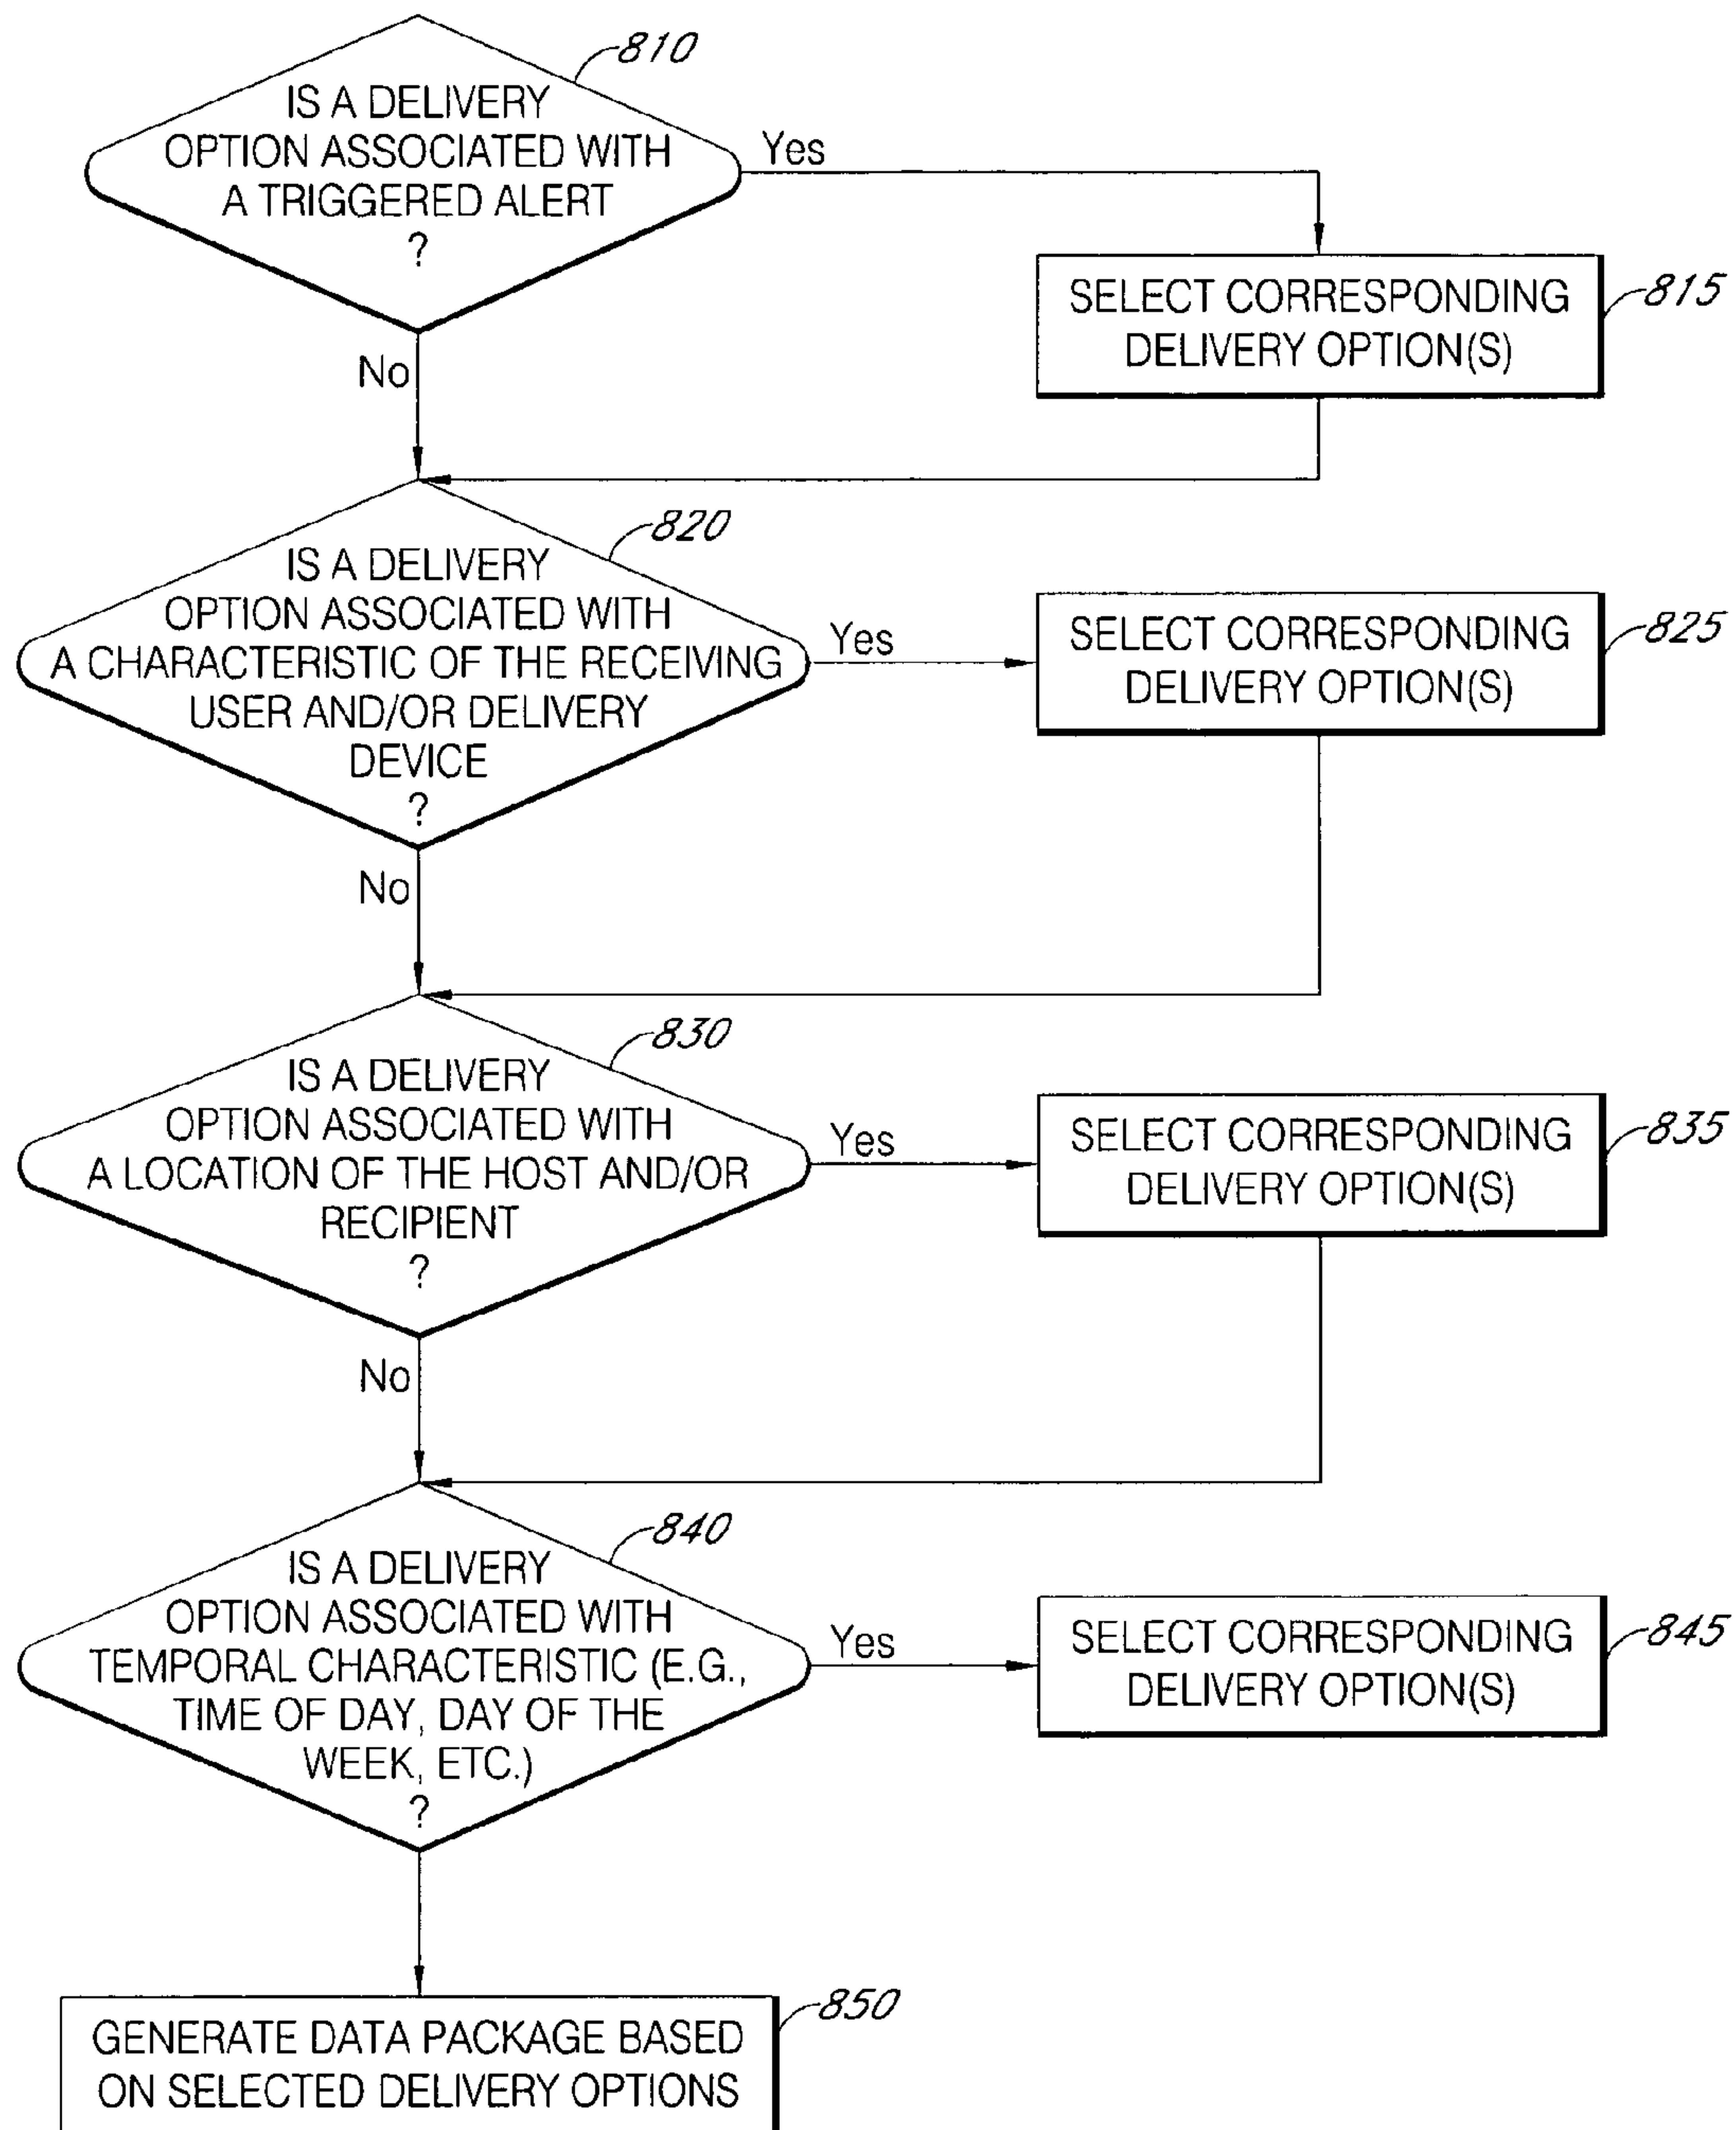 810
IS A DELIVERY
OPTION ASSOCIATED WITH
A TRIGGERED ALERT
?
Yes
No
SELECT CORRESPONDING
DELIVERY OPTION(S)
815
820
IS A DELIVERY
OPTION ASSOCIATED WITH
A CHARACTERISTIC OF THE RECEIVING
USER AND/OR DELIVERY
DEVICE
?
Yes
No
SELECT CORRESPONDING
DELIVERY OPTION(S)
825
830
IS A DELIVERY
OPTION ASSOCIATED WITH
A LOCATION OF THE HOST AND/OR
RECIPIENT
?
Yes
No
SELECT CORRESPONDING
DELIVERY OPTION(S)
835
840
IS A DELIVERY
OPTION ASSOCIATED WITH
TEMPORAL CHARACTERISTIC (E.G.,
TIME OF DAY, DAY OF THE
WEEK, ETC.)
?
Yes
SELECT CORRESPONDING
DELIVERY OPTION(S)
845
850
GENERATE DATA PACKAGE BASED
ON SELECTED DELIVERY OPTIONS